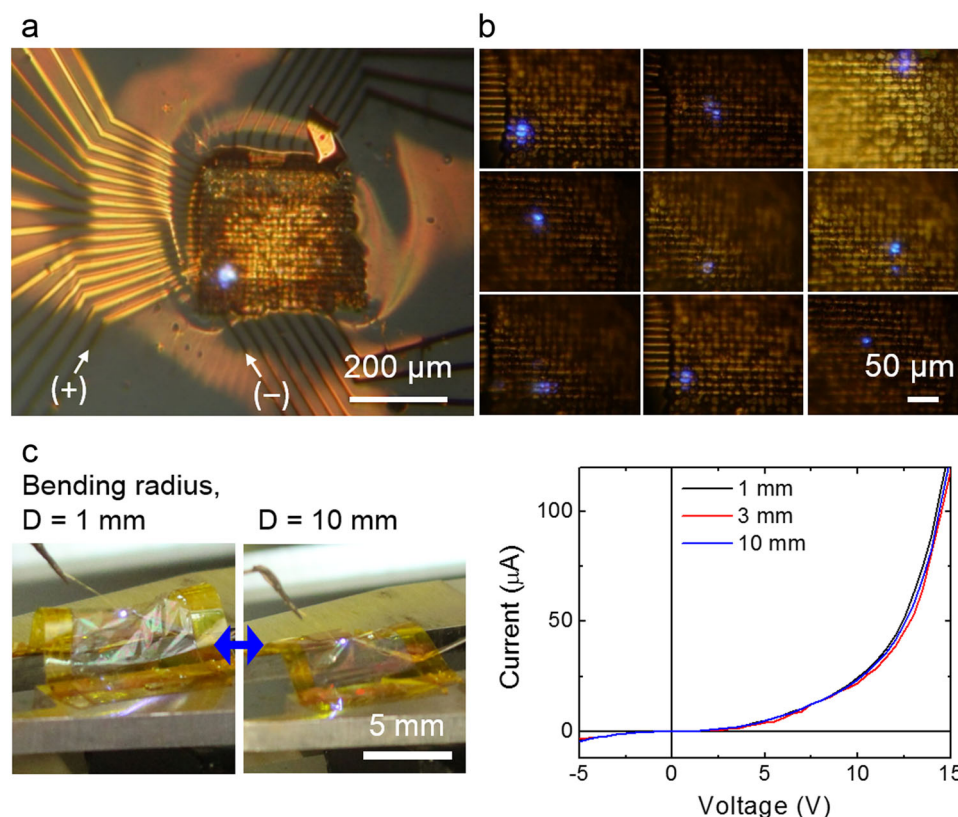 a
b
(+)
(−)
200 μm
50 μm
c
Bending radius,
D = 1 mm
D = 10 mm
5 mm
Current (μA)
100
50
0
1 mm
3 mm
10 mm
-5
0
5
10
15
Voltage (V)